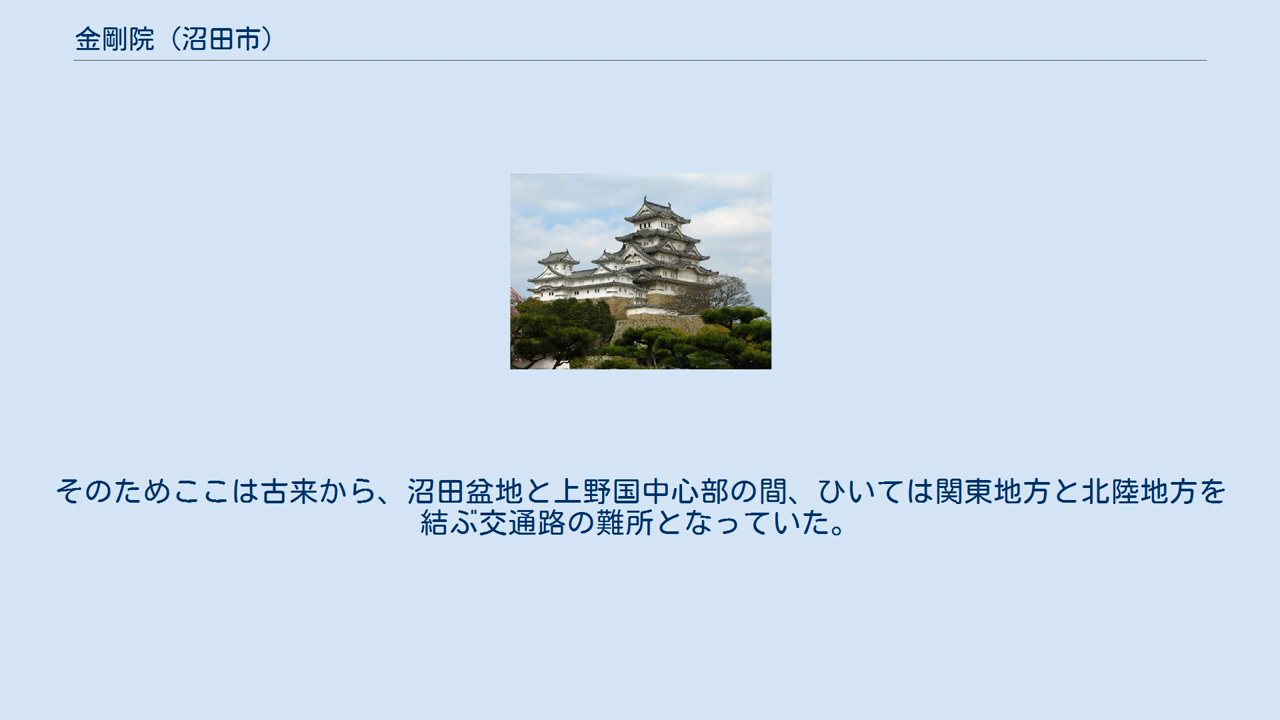 金剛院（沼田市）
そのためここは古来から、沼田盆地と上野国中心部の間、ひいては関東地方と北陸地方を
結ぶ交通路の難所となっていた。